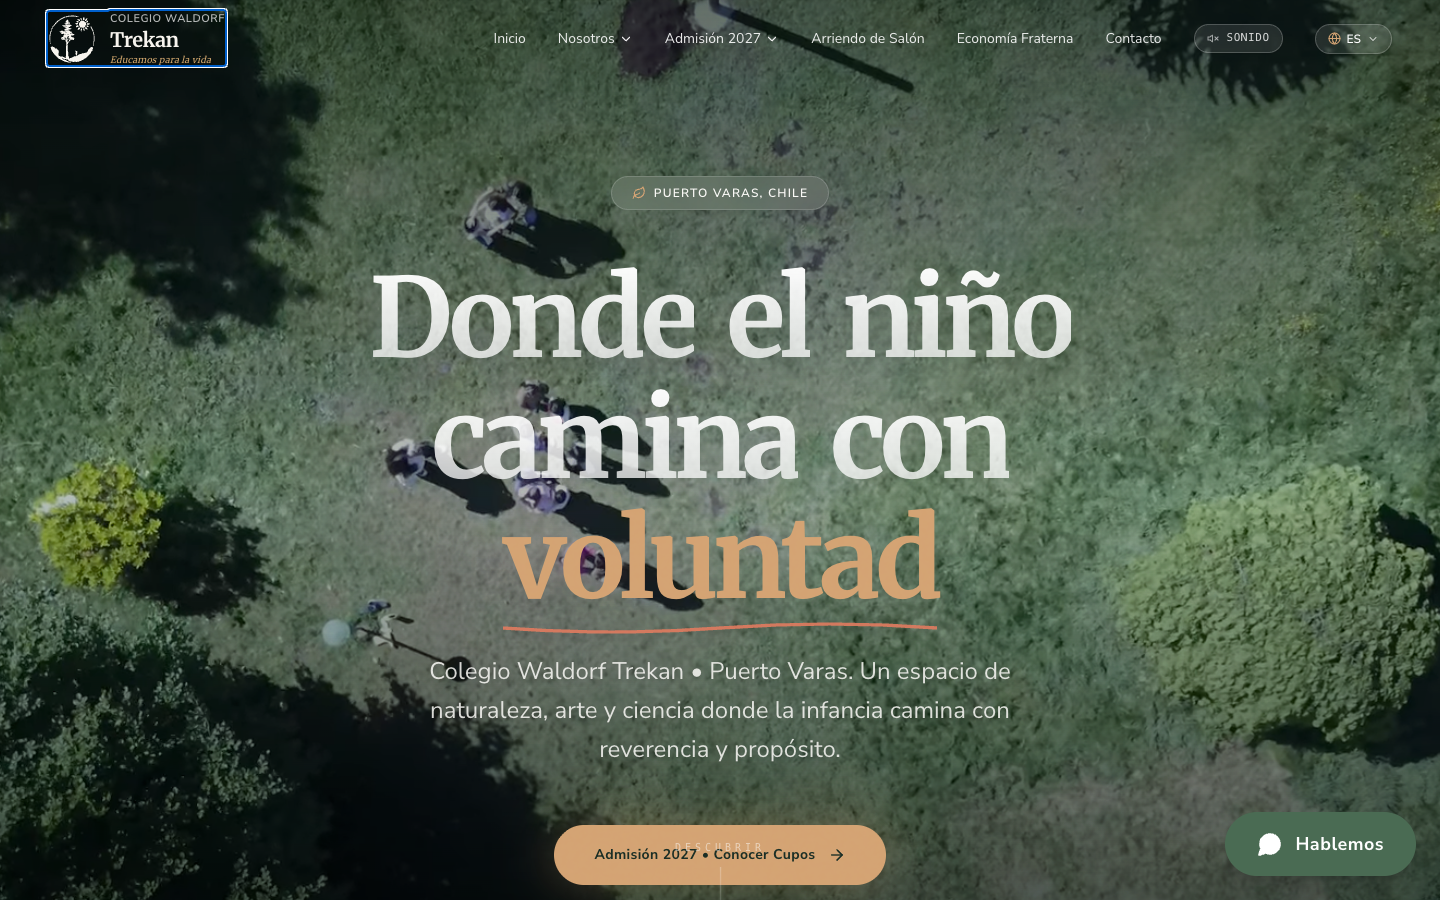 COLEGIO WALDORF
Trekan
Educamos para la vida
Inicio
Nosotros
Admisión 2027
Arriendo de Salón
Economía Fraterna
Contacto
SONIDO
ES
PUERTO VARAS, CHILE
Donde el niño
camina con
voluntad
Colegio Waldorf Trekan • Puerto Varas. Un espacio de
naturaleza, arte y ciencia donde la infancia camina con
reverencia y propósito.
DESCUBRIR
Admisión 2027 • Conocer Cupos
Hablemos